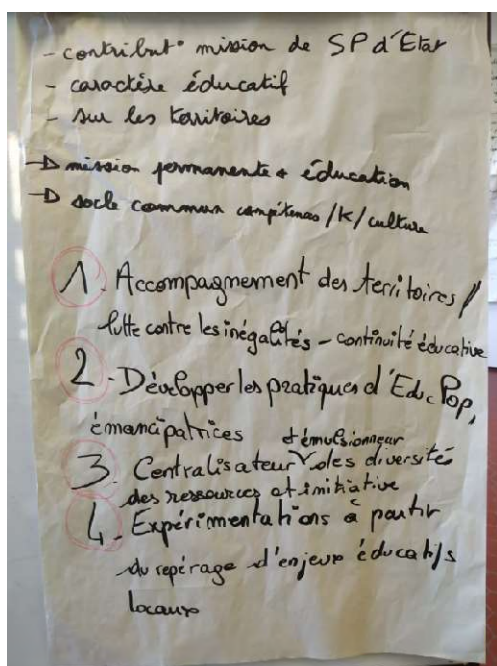 - contribut° mission de SP d'Etat
- caractère éducatif
- sur les territoires
→ mission permanente + éducation
→ socle commun compétences /K/ culture
1. Accompagnement des territoires /
lutte contre les inégalités - continuité éducative
2. Développer les pratiques d'Educ Pop,
émancipatrices
et émulsionneur
3. Centralisateur des diversités
des ressources et initiative
4. Expérimentations à partir
du repérage d'enjeux éducatifs
locaux